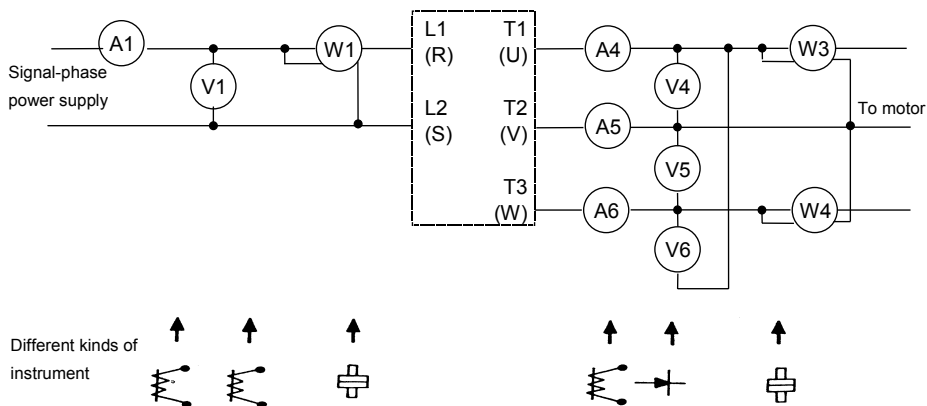 A1
W1
L1
(R)
T1
(U)
A4
W3
Signal-phase
power supply
V1
V4
L2
(S)
T2
(V)
A5
To motor
V5
T3
(W)
A6
W4
V6
Different kinds of
instrument